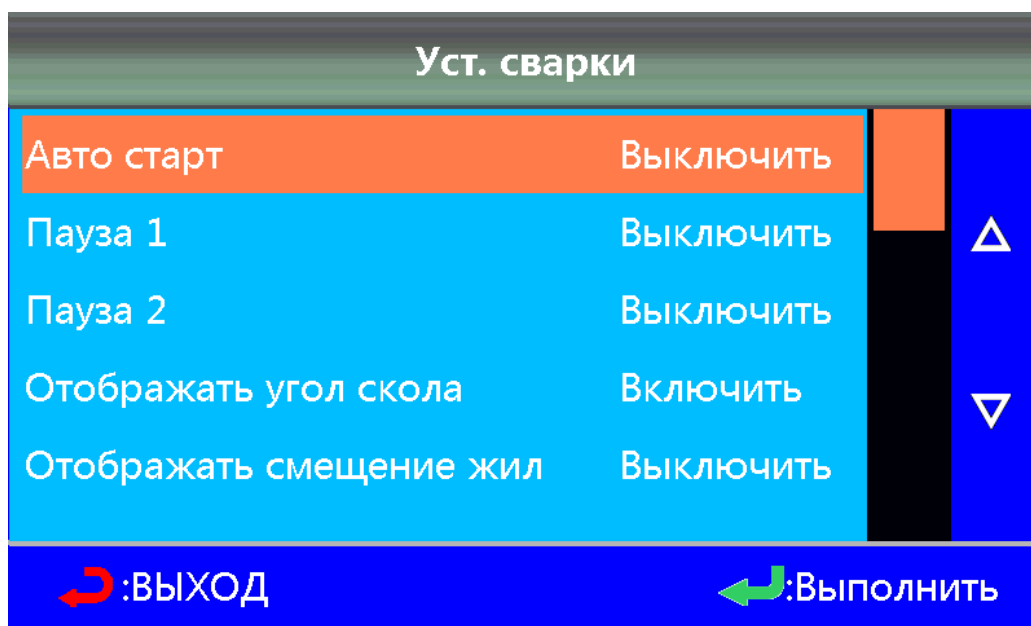 Уст. сварки
Авто старт Выключить
Пауза 1 Выключить
Пауза 2 Выключить
Отображать угол скола Включить
Отображать смещение жил Выключить
:ВЫХОД :Выполнить